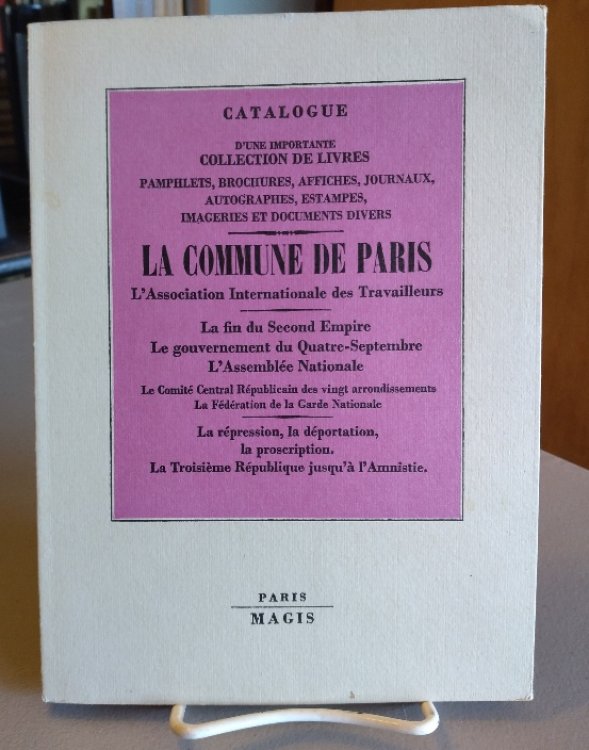 CATALOGUE
D'UNE IMPORTANTE
COLLECTION DE LIVRES
PAMPHLETS, BROCHURES, AFFICHES, JOURNAUX,
AUTOGRAPHES, ESTAMPES,
IMAGERIES ET DOCUMENTS DIVERS
LA COMMUNE DE PARIS
L'Association Internationale des Travailleurs
La fin du Second Empire
Le gouvernement du Quatre-Septembre
L'Assemblée Nationale
Le Comité Central Républicain des vingt arrondissements
La Fédération de la Garde Nationale
La répression, la déportation,
la proscription.
La Troisième République jusqu'à l'Amnistie.
PARIS
MAGIS